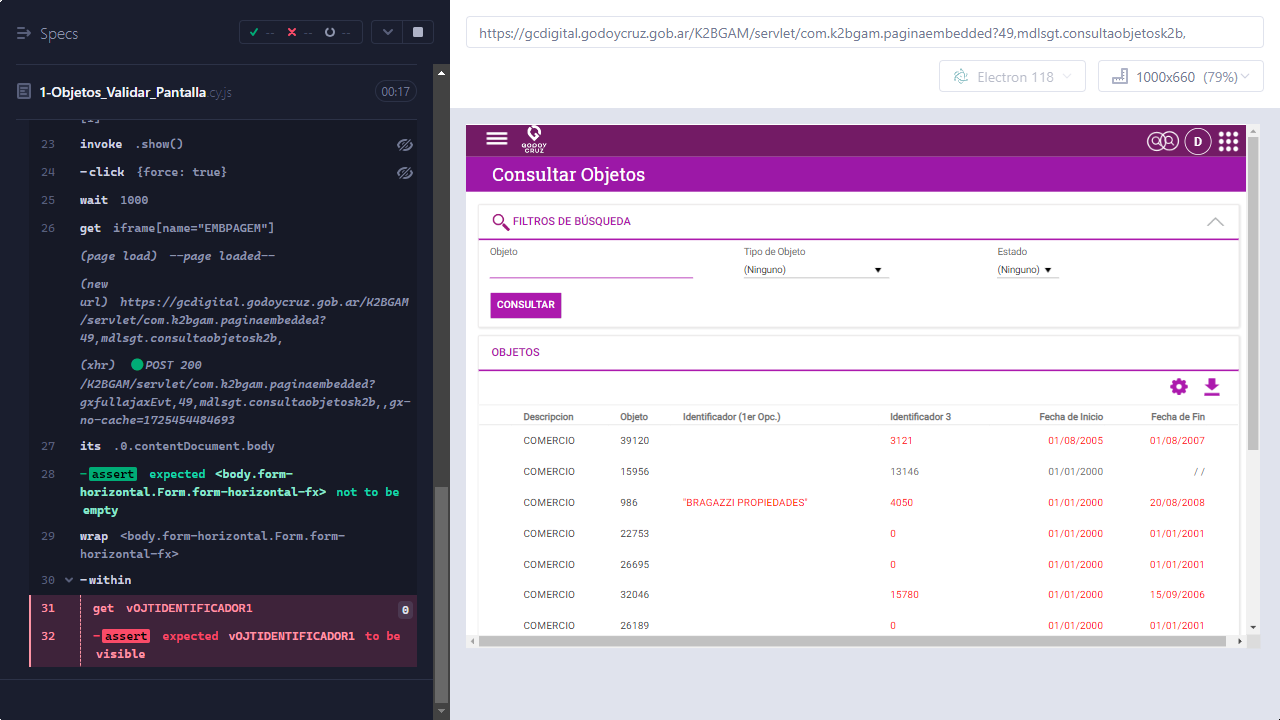 Specs
-- -- --
1-Objetos_Validar_Pantalla.cy.js
00:17
[1]
23 invoke .show()
24 -click {force: true}
25 wait 1000
26 get iframe[name="EMBPAGEM"]
(page load) --page loaded--
(new
url) https://gcdigital.godoycruz.gob.ar/K2BGAM
/servlet/com.k2bgam.paginaembedded?
49,mdlsgt.consultaobjetosk2b,
(xhr) POST 200
/K2BGAM/servlet/com.k2bgam.paginaembedded?
gxfullajaxEvt,49,mdlsgt.consultaobjetosk2b,,gx-
no-cache=1725454484693
27 its .0.contentDocument.body
28 -assert expected <body.form-
horizontal.Form.form-horizontal-fx> not to be
empty
29 wrap <body.form-horizontal.Form.form-
horizontal-fx>
30 -within
31 get vOJTIDENTIFICADOR1 0
32 -assert expected vOJTIDENTIFICADOR1 to be
visible
https://gcdigital.godoycruz.gob.ar/K2BGAM/servlet/com.k2bgam.paginaembedded?49,mdlsgt.consultaobjetosk2b,
Electron 118
1000x660 (79%)
GODOY
CRUZ
D
Consultar Objetos
FILTROS DE BÚSQUEDA
Objeto Tipo de Objeto Estado
(Ninguno) (Ninguno)
CONSULTAR
OBJETOS
Descripcion Objeto Identificador (1er Opc.) Identificador 3 Fecha de Inicio Fecha de Fin
COMERCIO 39120 3121 01/08/2005 01/08/2007
COMERCIO 15956 13146 01/01/2000 / /
COMERCIO 986 "BRAGAZZI PROPIEDADES" 4050 01/01/2000 20/08/2008
COMERCIO 22753 0 01/01/2000 01/01/2001
COMERCIO 26695 0 01/01/2000 01/01/2001
COMERCIO 32046 15780 01/01/2000 15/09/2006
COMERCIO 26189 0 01/01/2000 01/01/2001